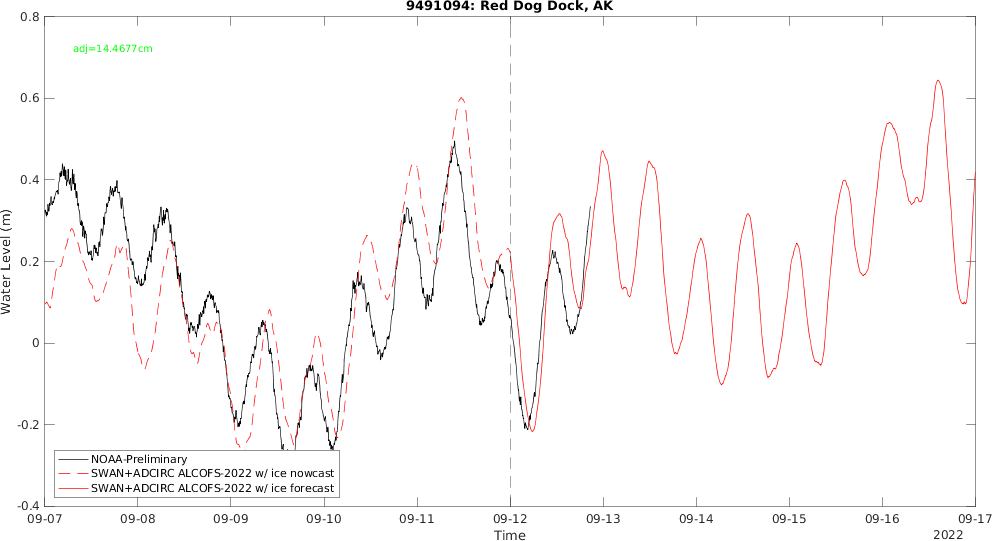 9491094: Red Dog Dock, AK
adj=14.4677cm
Water Level (m)
0.8
0.6
0.4
0.2
0
-0.2
-0.4
NOAA-Preliminary
SWAN+ADCIRC ALCOFS-2022 w/ ice nowcast
SWAN+ADCIRC ALCOFS-2022 w/ ice forecast
09-07 09-08 09-09 09-10 09-11 09-12 09-13 09-14 09-15 09-16 09-17
Time
2022